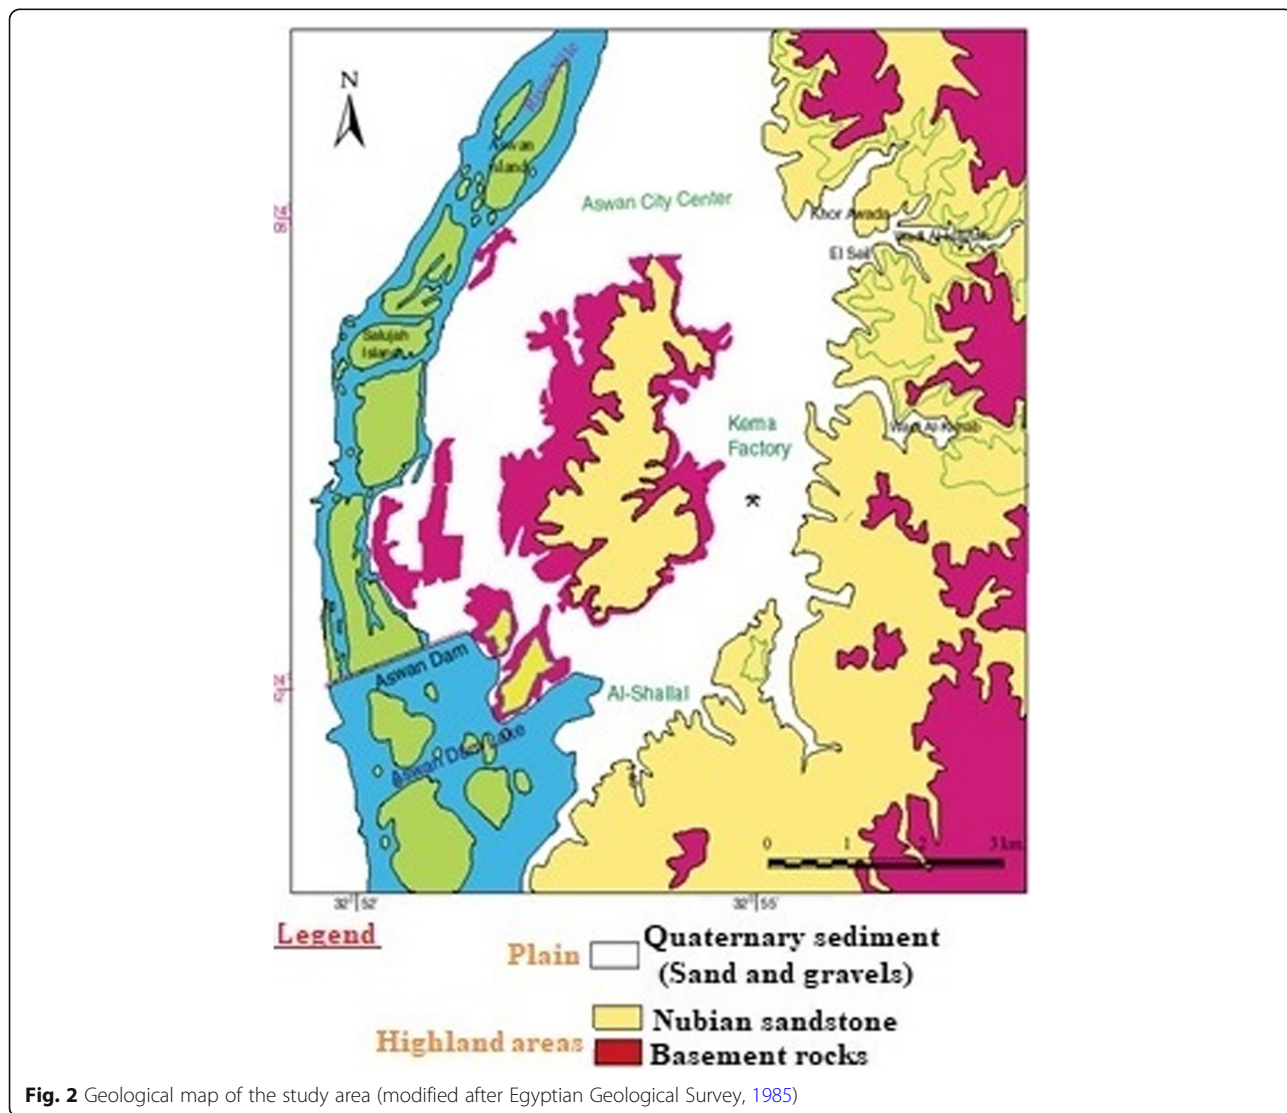 N
River Nile
Aswan
Island
Aswan City Center
Khor Awada
El Seil
Salujah
Island
Kema
Factory
Aswan Dam
Al-Shallal
Aswan Dam Lake
0 1 2 3 km
32° 52' 32° 55'
Legend
Plain
Quaternary sediment
(Sand and gravels)
Highland areas
Nubian sandstone
Basement rocks
Fig. 2 Geological map of the study area (modified after Egyptian Geological Survey, 1985)